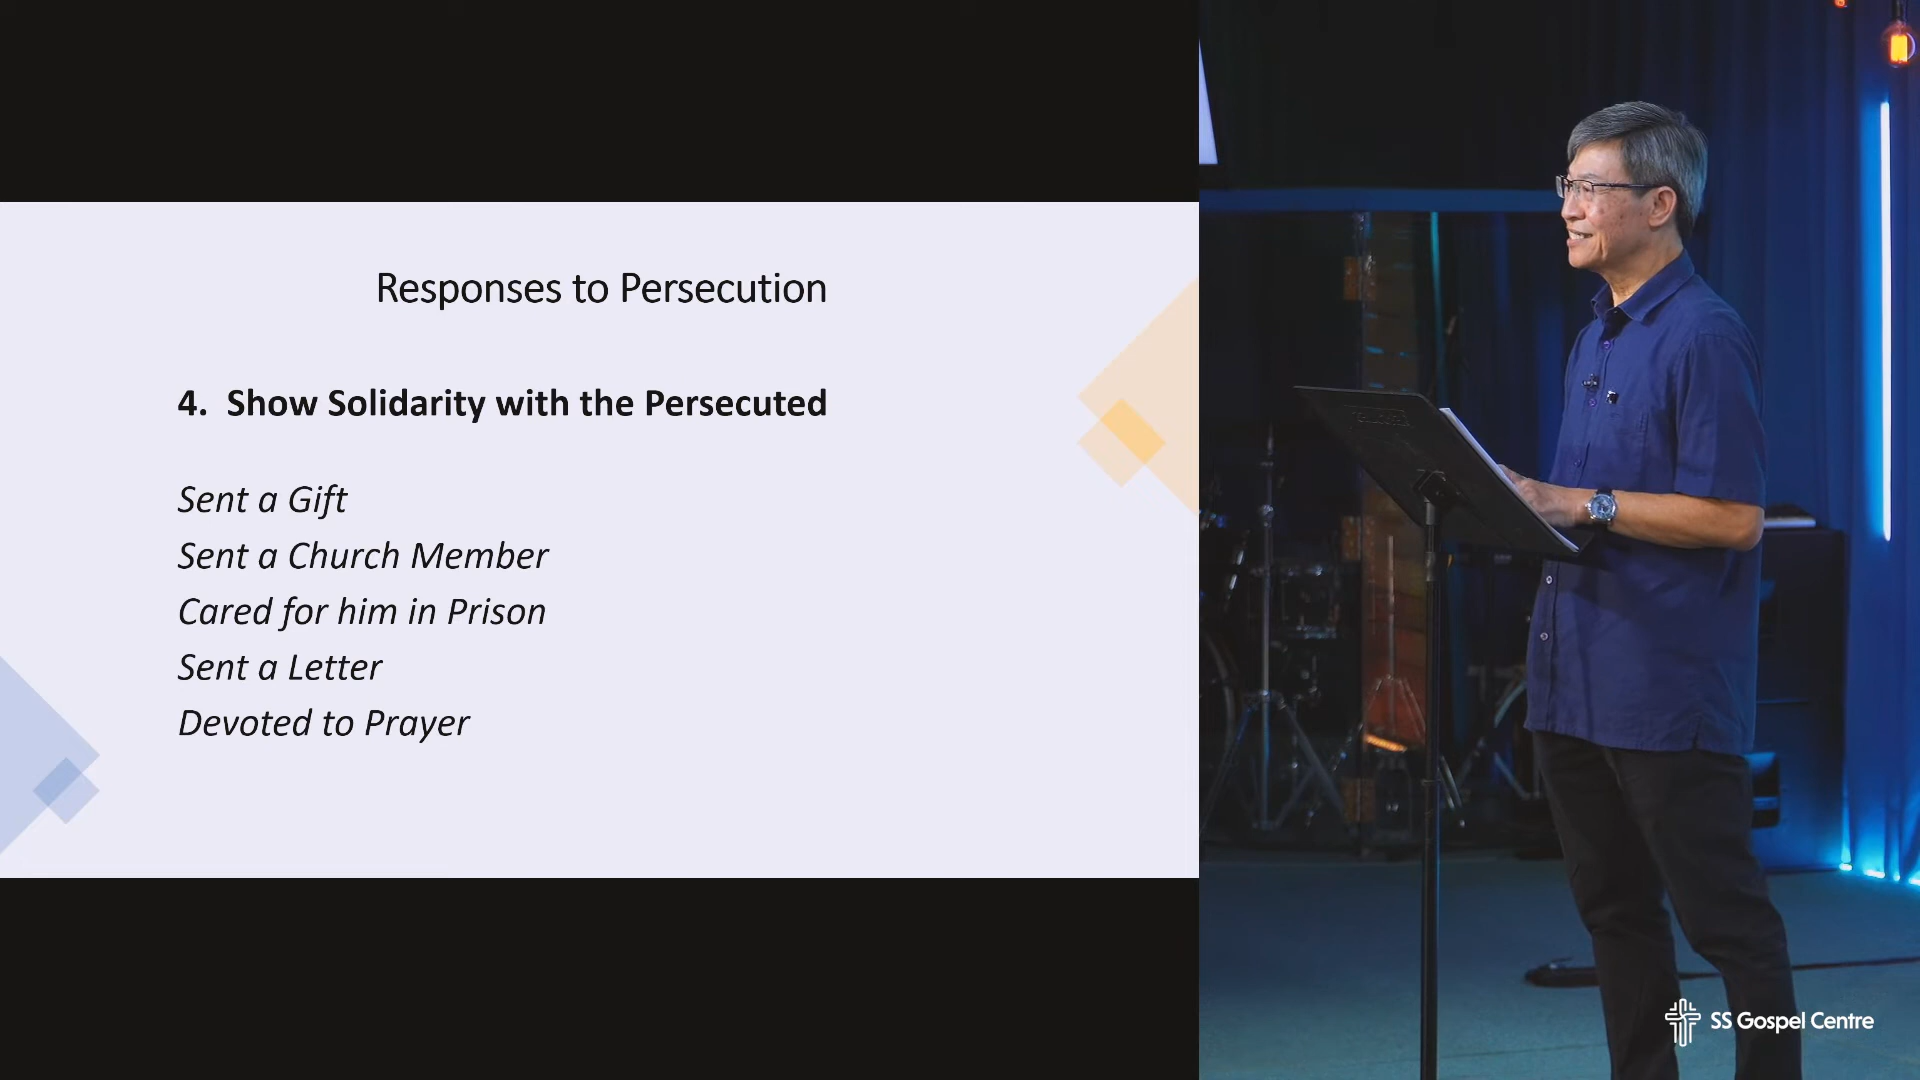 Responses to Persecution
4. Show Solidarity with the Persecuted
Sent a Gift
Sent a Church Member
Cared for him in Prison
Sent a Letter
Devoted to Prayer
SS Gospel Centre